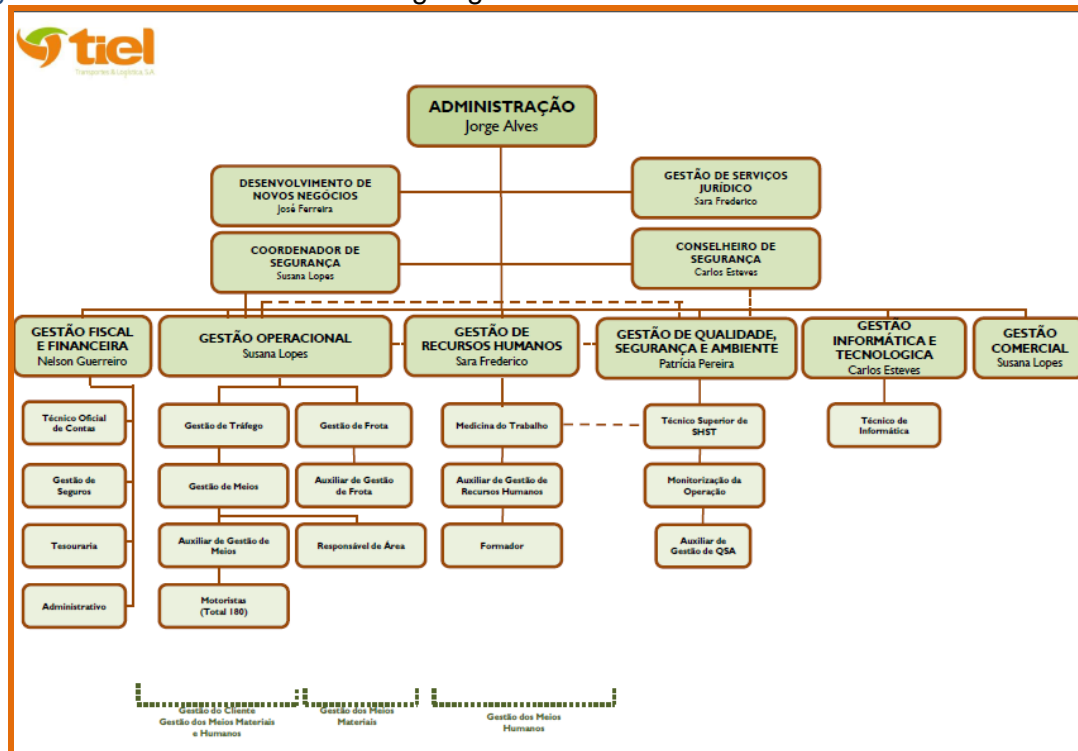 tiel
Transportes & Logística, S.A.
ADMINISTRAÇÃO
Jorge Alves
DESENVOLVIMENTO DE
NOVOS NEGÓCIOS
José Ferreira
GESTÃO DE SERVIÇOS
JURÍDICO
Sara Frederico
COORDENADOR DE
SEGURANÇA
Susana Lopes
CONSELHEIRO DE
SEGURANÇA
Carlos Esteves
GESTÃO FISCAL
E FINANCEIRA
Nelson Guerreiro
GESTÃO OPERACIONAL
Susana Lopes
GESTÃO DE
RECURSOS HUMANOS
Sara Frederico
GESTÃO DE QUALIDADE,
SEGURANÇA E AMBIENTE
Patrícia Pereira
GESTÃO
INFORMÁTICA E
TECNOLOGICA
Carlos Esteves
GESTÃO
COMERCIAL
Susana Lopes
Técnico Oficial
de Contas
Gestão de Tráfego
Gestão de Frota
Medicina do Trabalho
Técnico Superior de
SHST
Técnico de
Informática
Gestão de
Seguros
Gestão de Meios
Auxiliar de Gestão
de Frota
Auxiliar de Gestão de
Recursos Humanos
Monitorização da
Operação
Tesouraria
Auxiliar de Gestão de
Meios
Responsável de Área
Formador
Auxiliar de
Gestão de QSA
Administrativo
Motoristas
(Total 180)
Gestão do Cliente
Gestão dos Meios Materiais
e Humanos
Gestão dos Meios
Materiais
Gestão dos Meios
Humanos